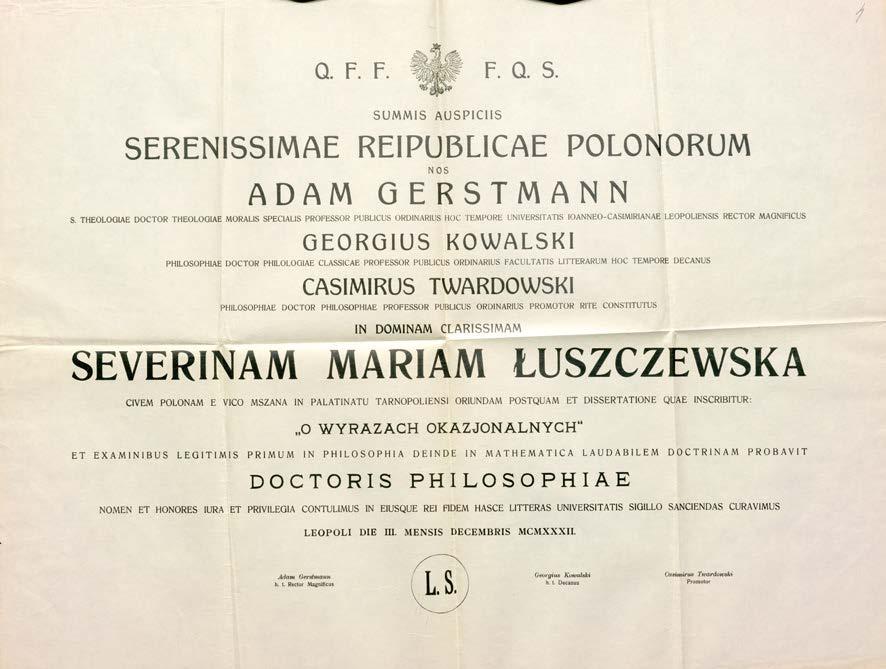 Q. F. F. F. Q. S.
SUMMIS AUSPICIIS
SERENISSIMAE REIPUBLICAE POLONORUM
NOS
ADAM GERSTMANN
S. THEOLOGIAE DOCTOR THEOLOGIAE MORALIS SPECIALIS PROFESSOR PUBLICUS ORDINARIUS HOC TEMPORE UNIVERSITATIS IOANNEO-CASIMIRIANAE LEOPOLIENSIS RECTOR MAGNIFICUS
GEORGIUS KOWALSKI
PHILOSOPHIAE DOCTOR PHILOLOGIAE CLASSICAE PROFESSOR PUBLICUS ORDINARIUS FACULTATIS LITTERARUM HOC TEMPORE DECANUS
CASIMIRUS TWARDOWSKI
PHILOSOPHIAE DOCTOR PHILOSOPHIAE PROFESSOR PUBLICUS ORDINARIUS PROMOTOR RITE CONSTITUTUS
IN DOMINAM CLARISSIMAM
SEVERINAM MARIAM ŁUSZCZEWSKA
CIVEM POLONAM E VICO MSZANA IN PALATINATU TARNOPOLIENSI ORIUNDAM POSTQUAM ET DISSERTATIONE QUAE INSCRIBITUR:
„O WYRAZACH OKAZJONALNYCH“
ET EXAMINIBUS LEGITIMIS PRIMUM IN PHILOSOPHIA DEINDE IN MATHEMATICA LAUDABILEM DOCTRINAM PROBAVIT
DOCTORIS PHILOSOPHIAE
NOMEN ET HONORES IURA ET PRIVILEGIA CONTULIMUS IN EIUSQUE REI FIDEM HASCE LITTERAS UNIVERSITATIS SIGILLO SANCIENDAS CURAVIMUS
LEOPOLI DIE III. MENSIS DECEMBRIS MCMXXXII.
Adam Gerstmann
h. t. Rector Magnificus
L. S.
Georgius Kowalski
h. t. Decanus
Casimirus Twardowski
Promotor